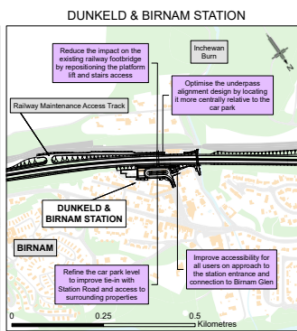 DUNKELD & BIRNAM STATION
Reduce the impact on the
existing railway footbridge
by repositioning the platform
lift and stairs access
Inchewan
Burn
N
Optimise the underpass
alignment design by locating
it more centrally relative to the
car park
Railway Maintenance Access Track
DUNKELD &
BIRNAM STATION
BIRNAM
Refine the car park level
to improve tie-in with
Station Road and access to
surrounding properties
Improve accessibility for
all users on approach to
the station entrance and
connection to Birnam Glen
0 0.25 0.5
Kilometres